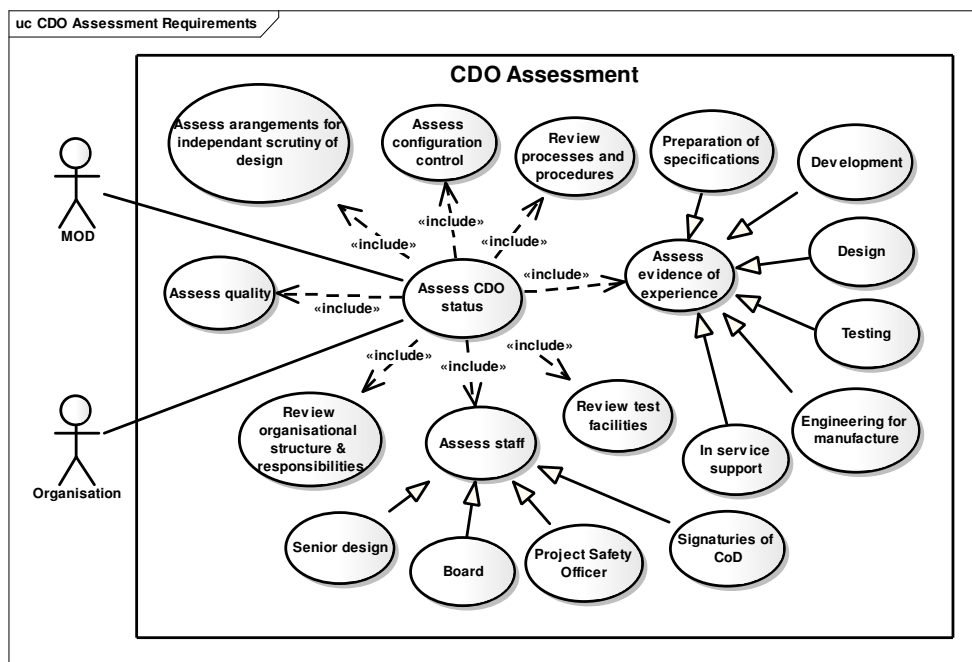 uc CDO Assessment Requirements
CDO Assessment
Assess arangements for
independant scrutiny of
design
Assess
configuration
control
Review
processes and
procedures
Preparation of
specifications
Development
MOD
«include»
«include»
«include»
«include»
Assess
evidence of
experience
Design
Assess quality
«include»
Assess CDO
status
Testing
«include»
«include»
«include»
Review
organisational
structure &
responsibilities
Assess staff
Review test
facilities
In service
support
Engineering for
manufacture
Organisation
Senior design
Board
Project Safety
Officer
Signaturies of
CoD